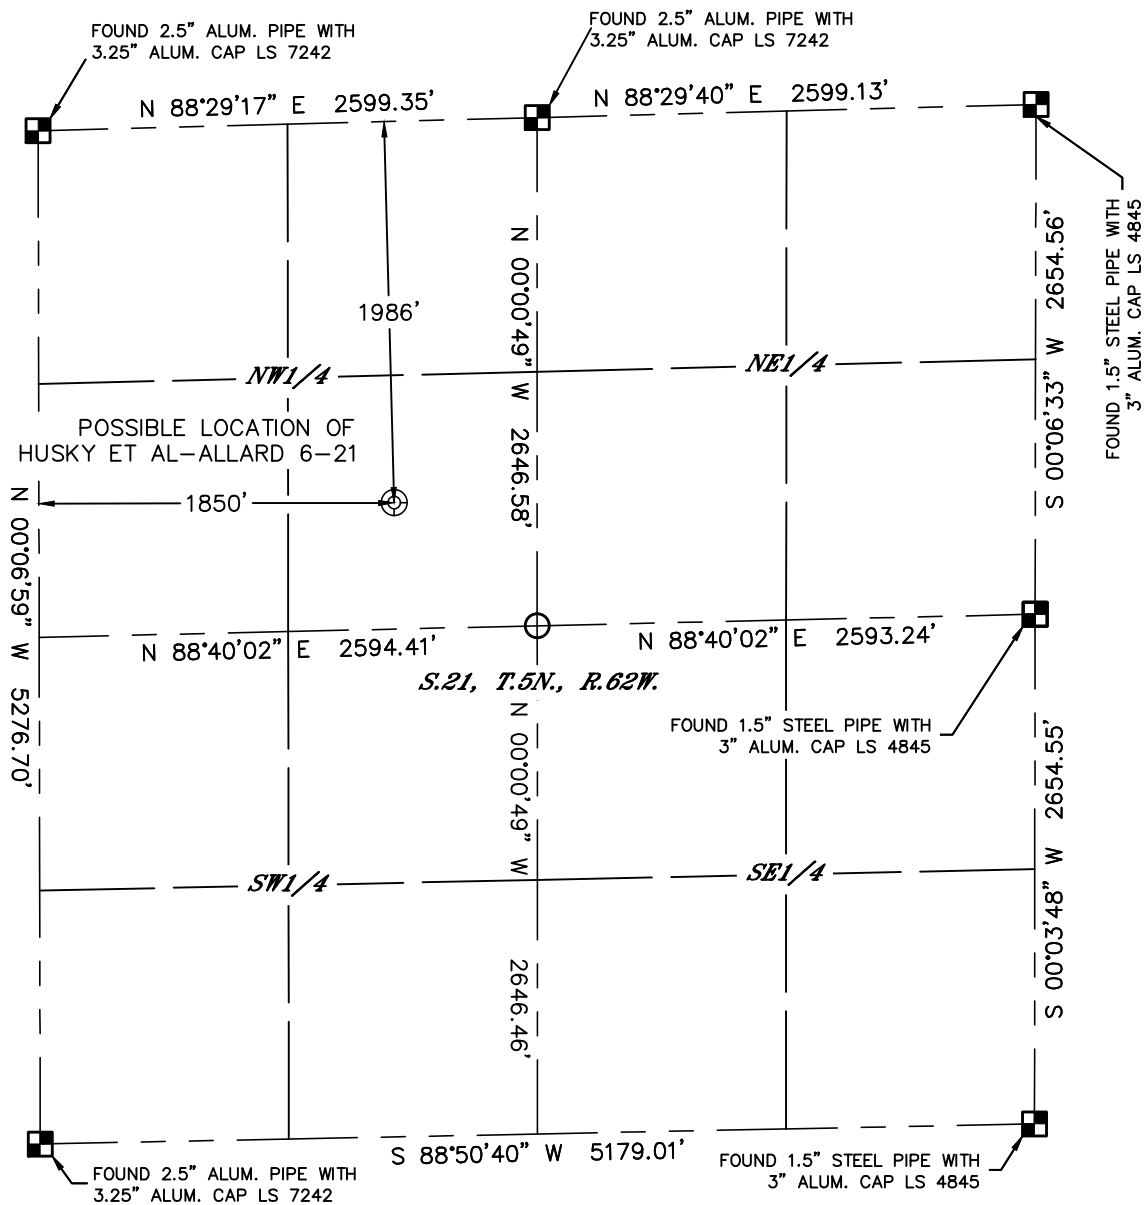 FOUND 2.5" ALUM. PIPE WITH
3.25" ALUM. CAP LS 7242
FOUND 2.5" ALUM. PIPE WITH
3.25" ALUM. CAP LS 7242
N 88°29'17" E 2599.35'
N 88°29'40" E 2599.13'
FOUND 1.5" STEEL PIPE WITH
3" ALUM. CAP LS 4845
S 00°06'33" W 2654.56'
N 00°00'49" W 2646.58'
1986'
NW1/4
NE1/4
POSSIBLE LOCATION OF
HUSKY ET AL-ALLARD 6-21
1850'
N 00°06'59" W 5276.70'
N 88°40'02" E 2594.41'
N 88°40'02" E 2593.24'
S.21, T.5N., R.62W.
FOUND 1.5" STEEL PIPE WITH
3" ALUM. CAP LS 4845
N 00°00'49" W 2646.46'
S 00°03'48" W 2654.55'
SW1/4
SE1/4
S 88°50'40" W 5179.01'
FOUND 2.5" ALUM. PIPE WITH
3.25" ALUM. CAP LS 7242
FOUND 1.5" STEEL PIPE WITH
3" ALUM. CAP LS 4845